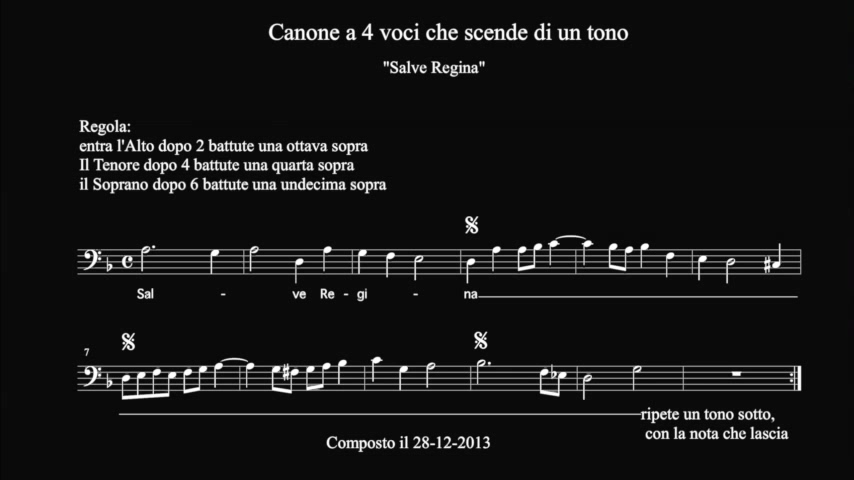 Canone a 4 voci che scende di un tono
"Salve Regina"
Regola:
entra l'Alto dopo 2 battute una ottava sopra
Il Tenore dopo 4 battute una quarta sopra
il Soprano dopo 6 battute una undecima sopra
Sal - ve Re - gi - na
7
ripete un tono sotto,
con la nota che lascia
Composto il 28-12-2013